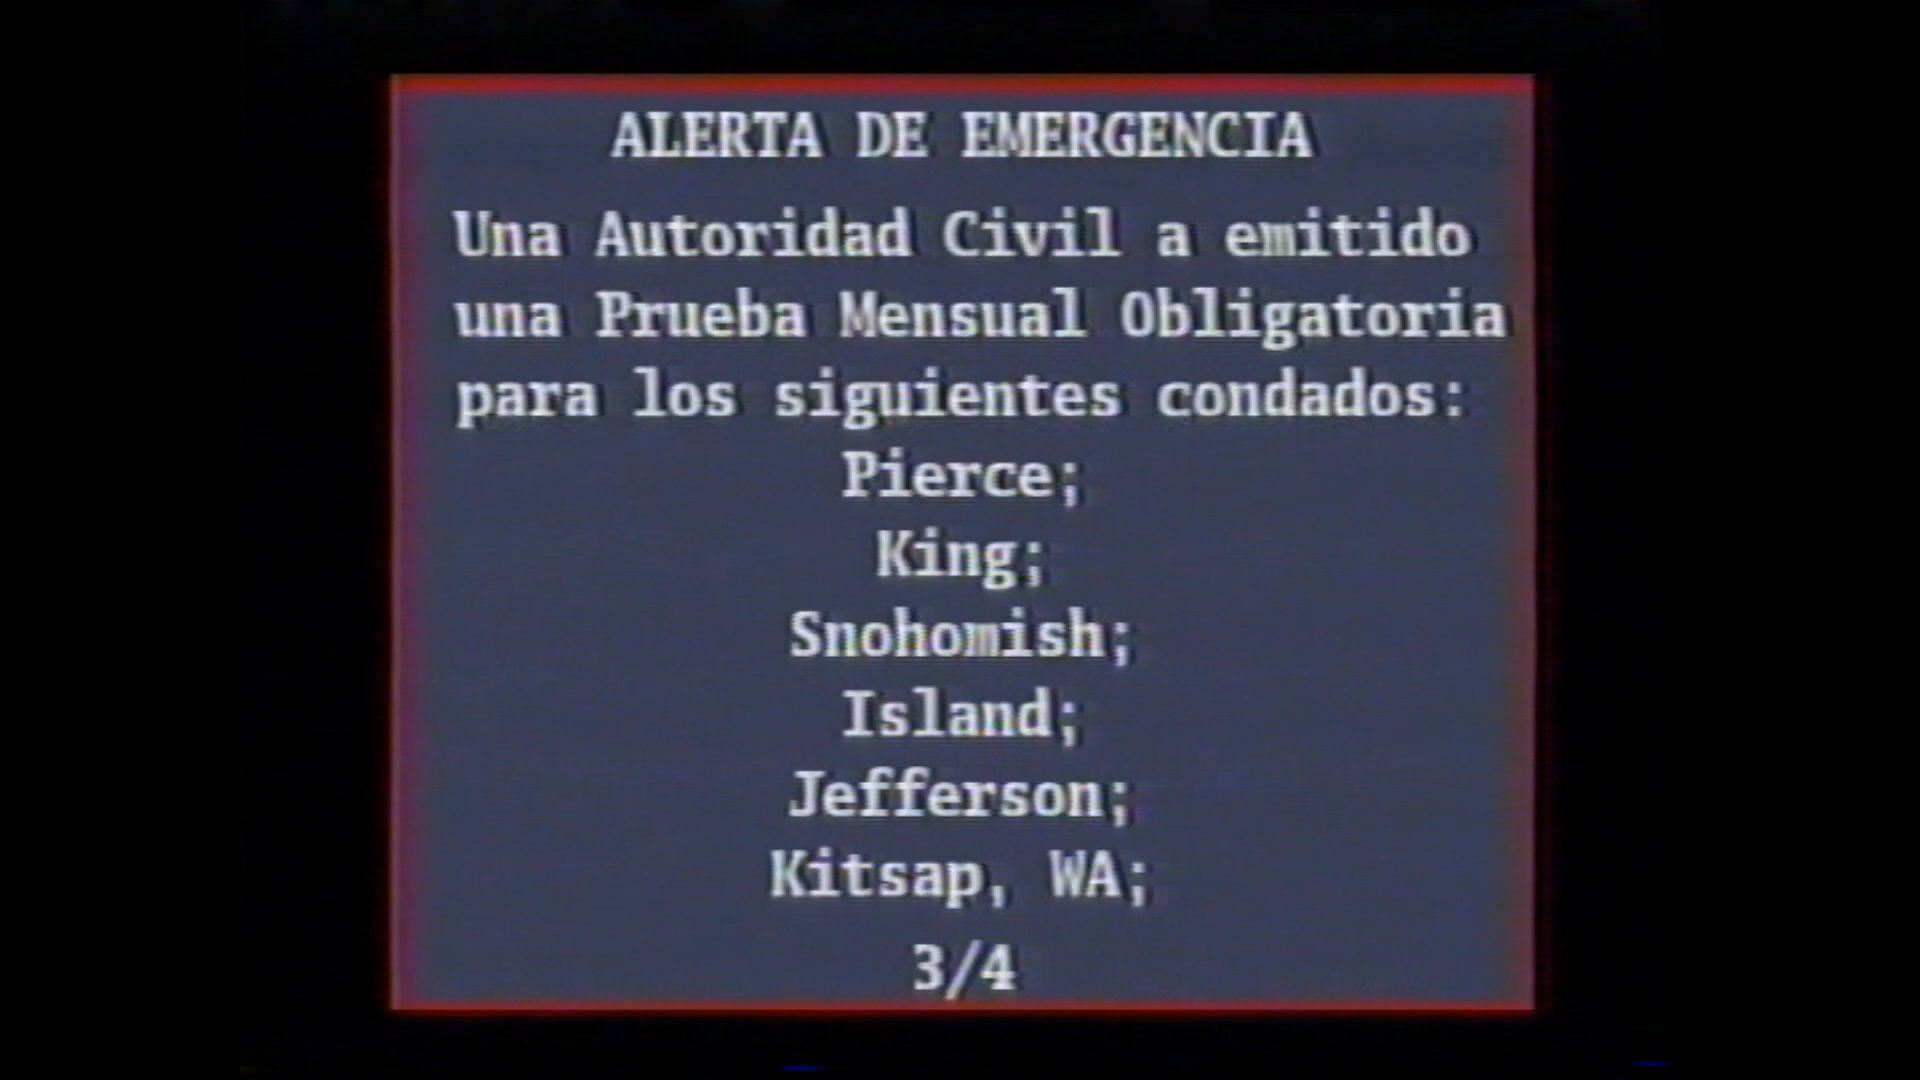 ALERTA DE EMERGENCIA
Una Autoridad Civil a emitido
una Prueba Mensual Obligatoria
para los siguientes condados:
Pierce;
King;
Snohomish;
Island;
Jefferson;
Kitsap, WA;
3/4